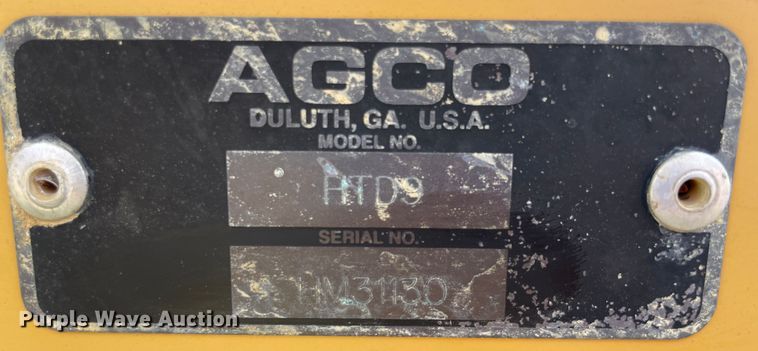 AGCO
DULUTH, GA. U.S.A.
MODEL NO.
HTD9
SERIAL NO.
HM31130
Purple Wave Auction